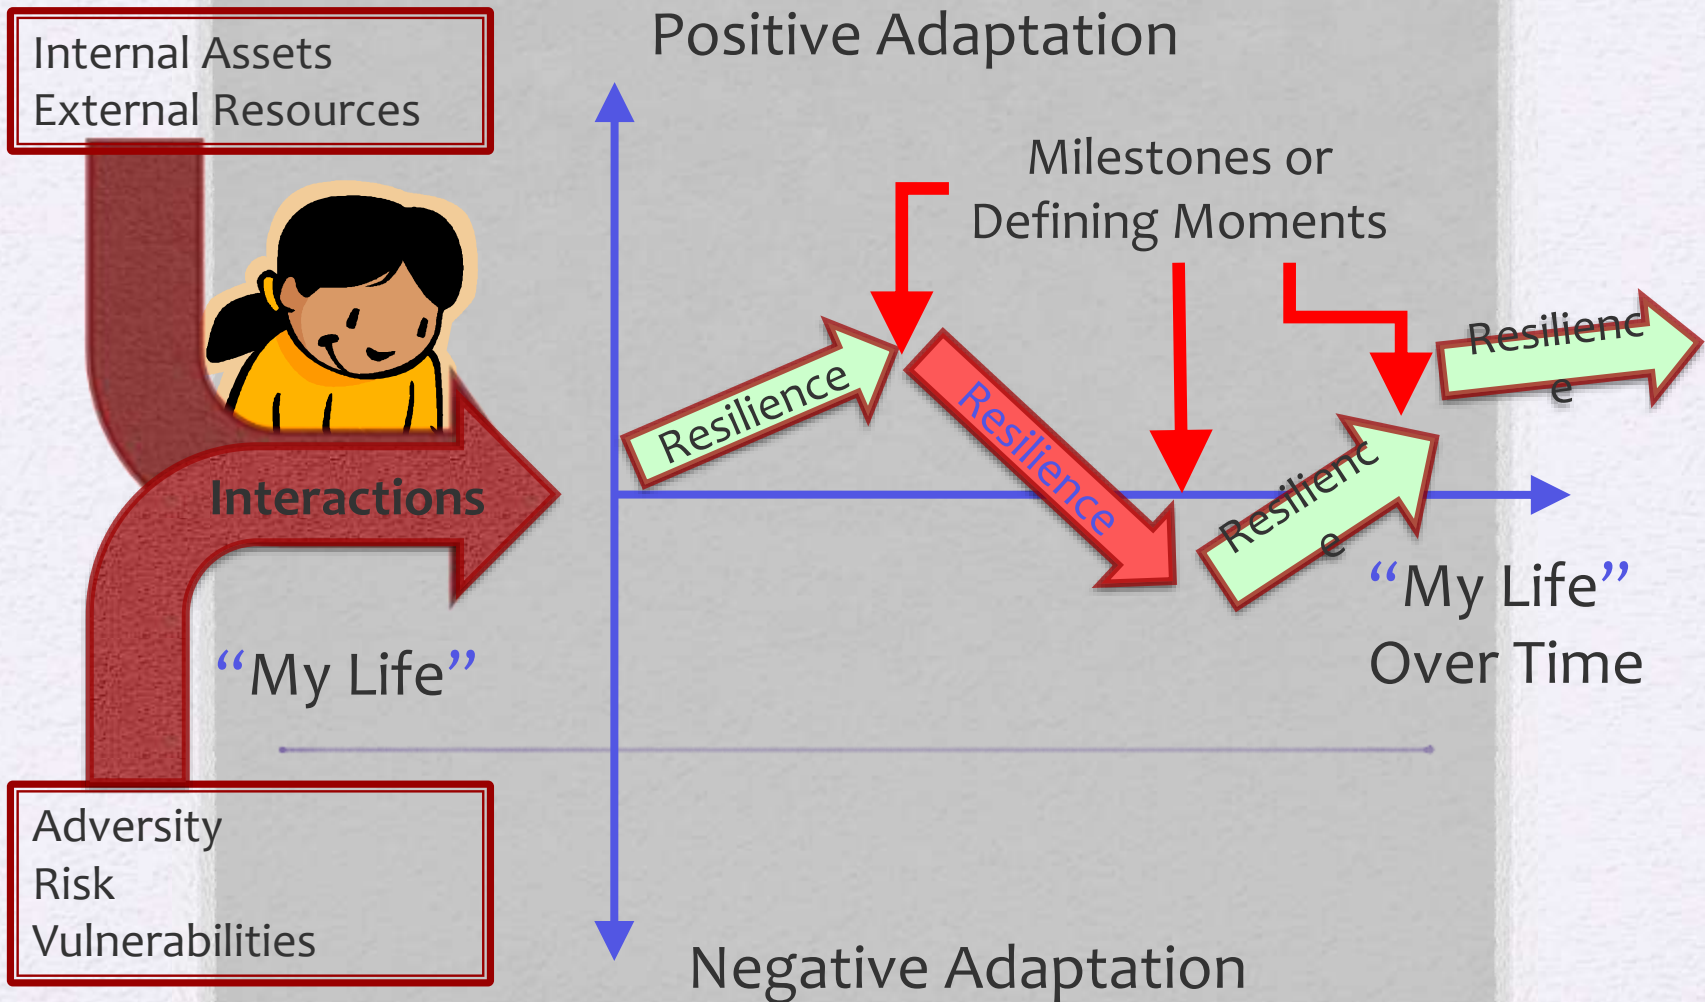 Internal Assets
External Resources
Positive Adaptation
Milestones or
Defining Moments
Resilience
Resilience
Resilienc
e
Resilienc
e
Interactions
“My Life”
“My Life”
Over Time
Adversity
Risk
Vulnerabilities
Negative Adaptation